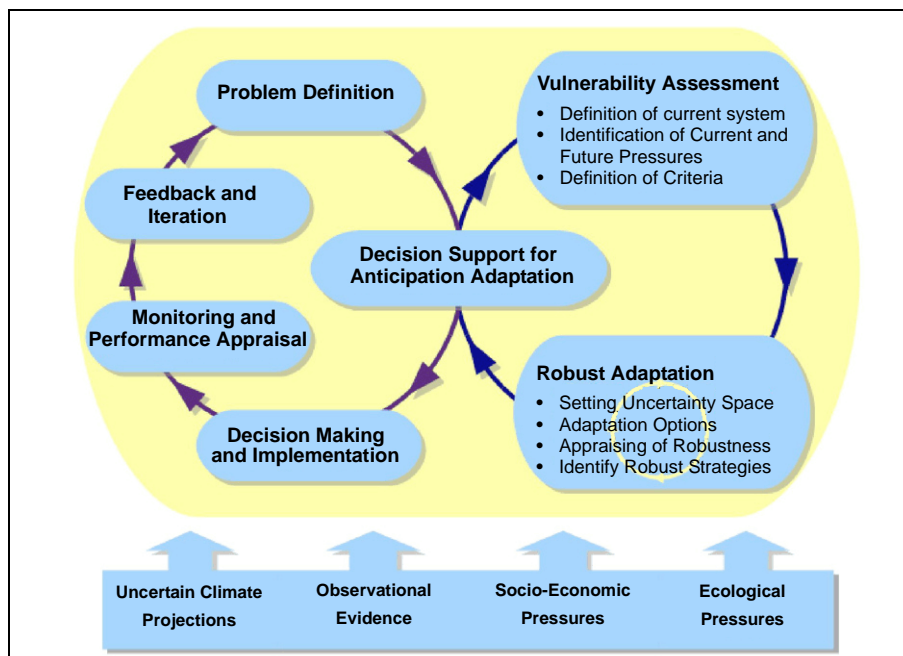 Problem Definition
Feedback and
Iteration
Monitoring and
Performance Appraisal
Decision Making
and Implementation
Decision Support for
Anticipation Adaptation
Vulnerability Assessment
• Definition of current system
• Identification of Current and
Future Pressures
• Definition of Criteria
Robust Adaptation
• Setting Uncertainty Space
• Adaptation Options
• Appraising of Robustness
• Identify Robust Strategies
Uncertain Climate
Projections
Observational
Evidence
Socio-Economic
Pressures
Ecological
Pressures